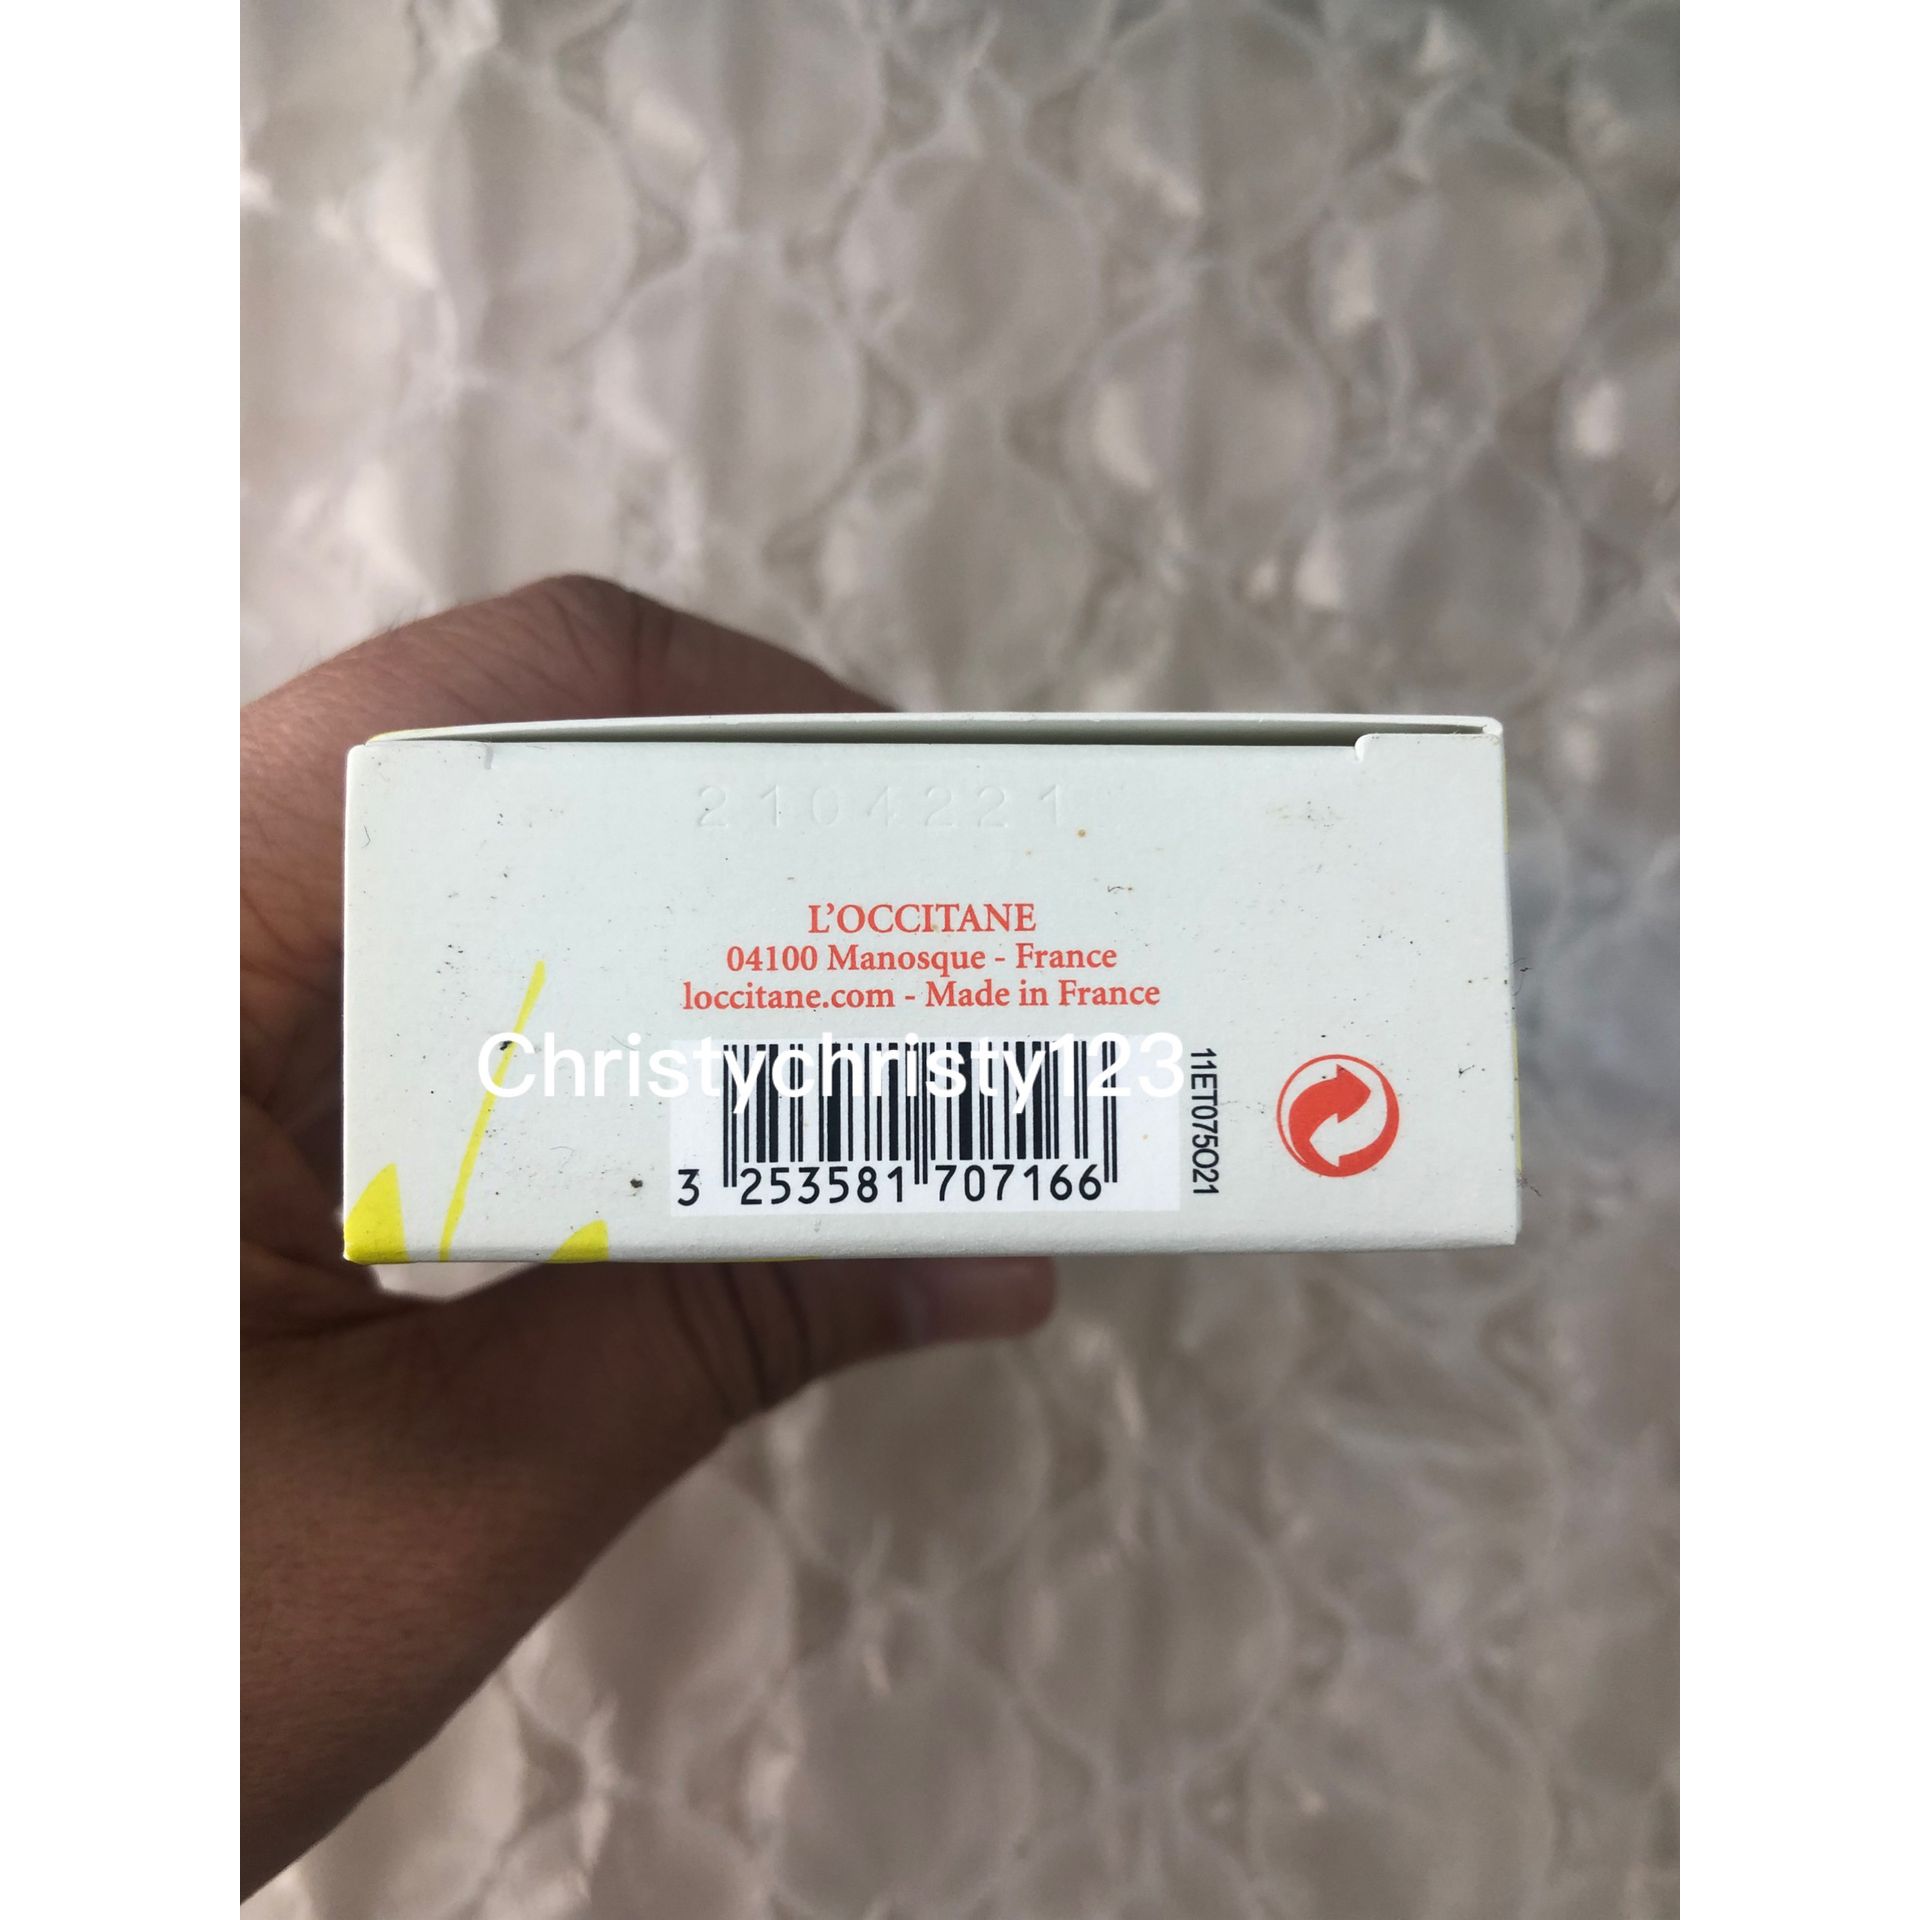 2104221
L'OCCITANE
04100 Manosque - France
loccitane.com - Made in France
Christychristy123
3 253581 707166
11ET075O21